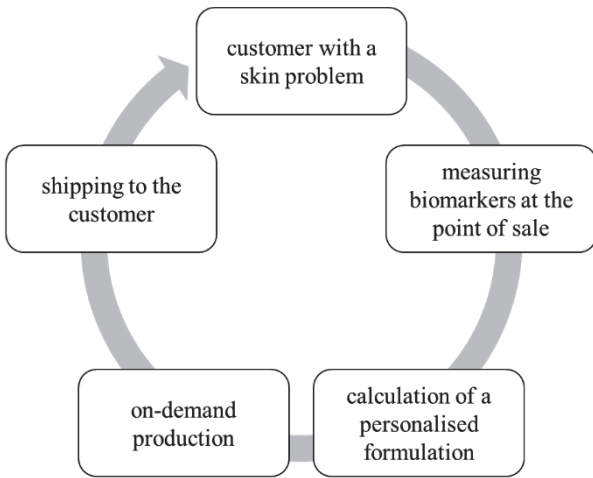 customer with a
skin problem
measuring
biomarkers at the
point of sale
calculation of a
personalised
formulation
on-demand
production
shipping to the
customer